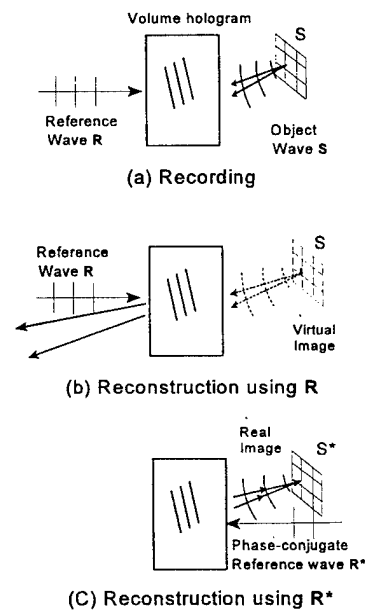 Volume hologram
S
Reference
Wave R
Object
Wave S
(a) Recording
Reference
Wave R
S
Virtual
Image
(b) Reconstruction using R
Real
Image
S*
Phase-conjugate
Reference wave R*
(C) Reconstruction using R*